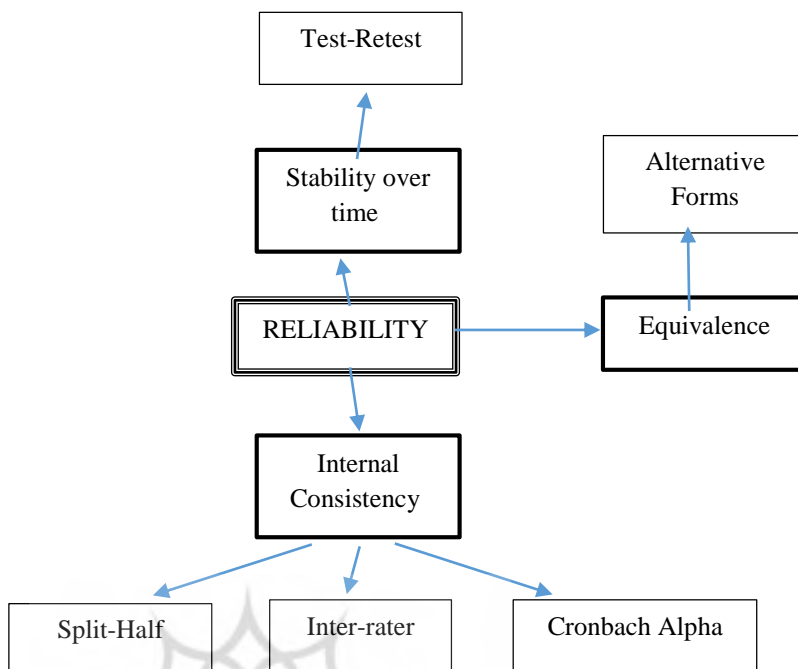 Test-Retest
Stability over
time
Alternative
Forms
RELIABILITY
Equivalence
Internal
Consistency
Split-Half
Inter-rater
Cronbach Alpha